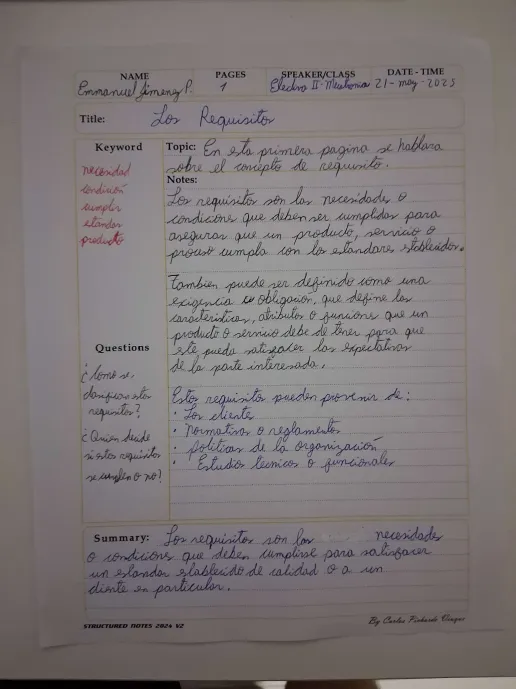 NAME PAGES SPEAKER/CLASS DATE - TIME
Emmanuel Jimenez P. 1 Electiva II-Mecatronica 21-may-2025
Title: Los Requisitos
Keyword
necesidad
condición
cumplir
estandar
producto
Topic: En esta primera pagina se hablara
sobre el concepto de requisito.
Notes:
Los requisitos son las necesidades o
condiciones que deben ser cumplidas para
asegurar que un producto, servicio o
proceso cumpla con los estandares establecidos.
Tambien puede ser definido como una
exigencia u obligacion, que define las
caracteristicas, atributos o funciones que un
producto o servicio debe de tener para que
este pueda satisfacer las expectativas
de la parte interesada.
Estos requisitos pueden provenir de:
· Los clientes
· Normativas o reglamentos
· politicas de la organización
· Estudios tecnicos o funcionales
Questions
¿Como se
clasifican estos
requisitos?
¿Quien decide
si estos requisitos
se cumplen o no?
Summary: Los requisitos son las necesidades
o condiciones que deben cumplirse para satisfacer
un estandar establecido de calidad o a un
cliente en particular.
STRUCTURED NOTES 2024 V2
By Carlos Pichardo Vicioso